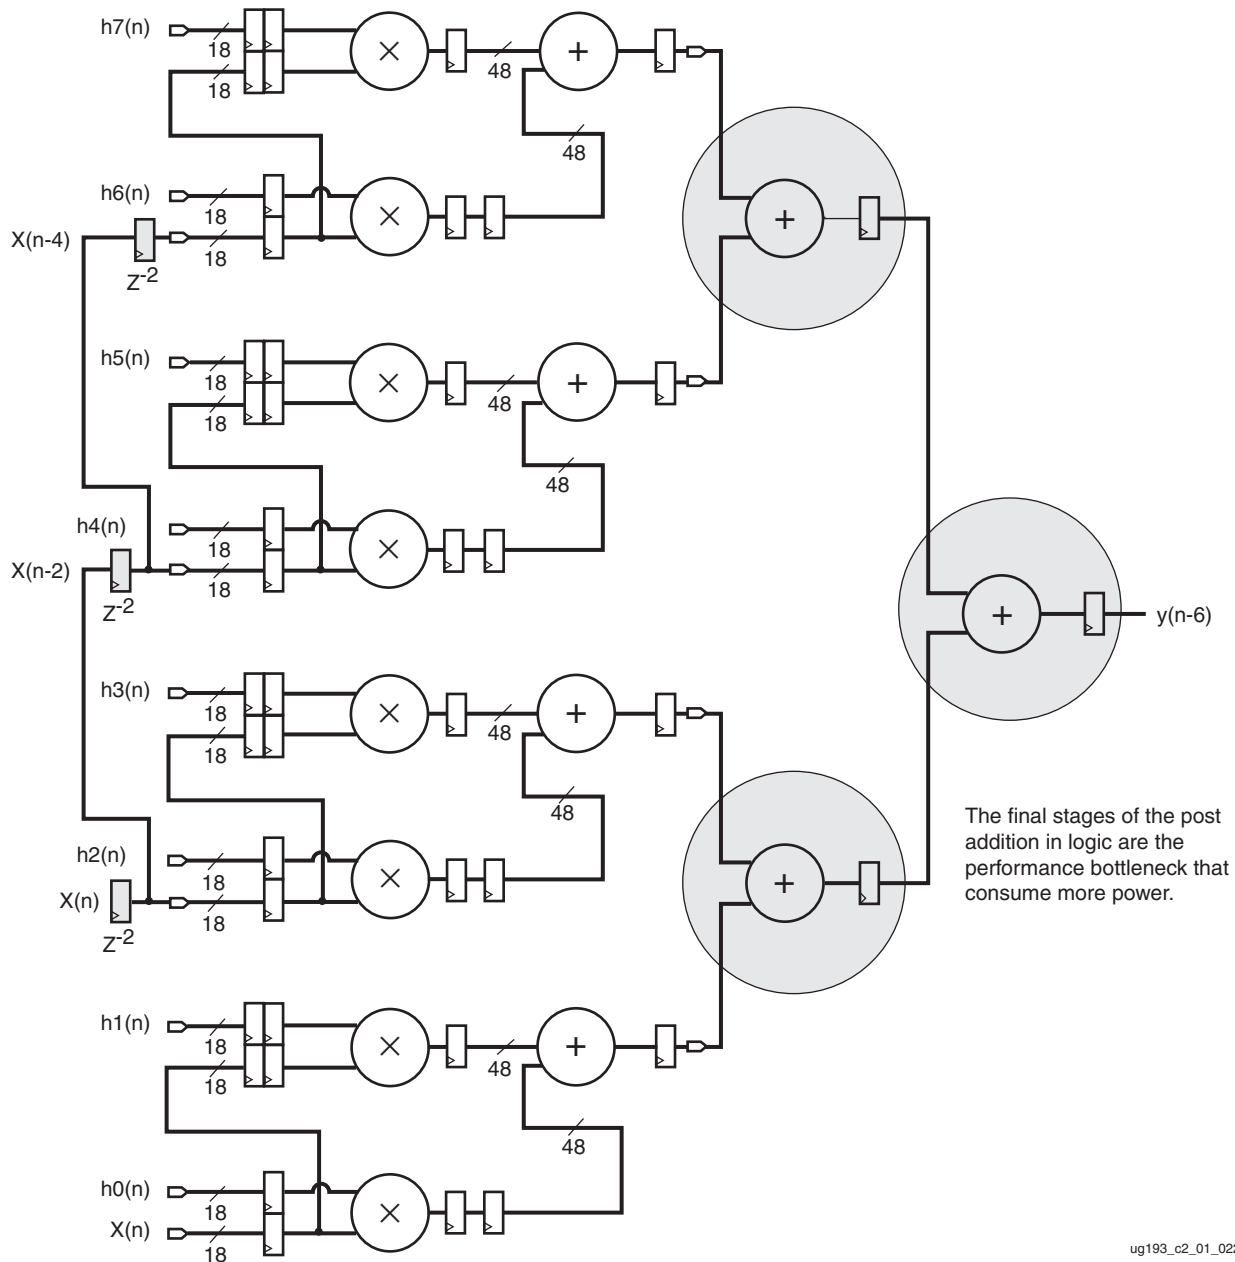 h7(n)
18
18
48
+
48
h6(n)
18
X(n-4)
18
Z-2
+
h5(n)
18
18
48
+
48
h4(n)
18
X(n-2)
18
Z-2
+
y(n-6)
h3(n)
18
18
48
+
48
h2(n)
18
X(n)
18
Z-2
+
The final stages of the post
addition in logic are the
performance bottleneck that
consume more power.
h1(n)
18
18
48
+
48
h0(n)
18
X(n)
18
ug193_c2_01_022